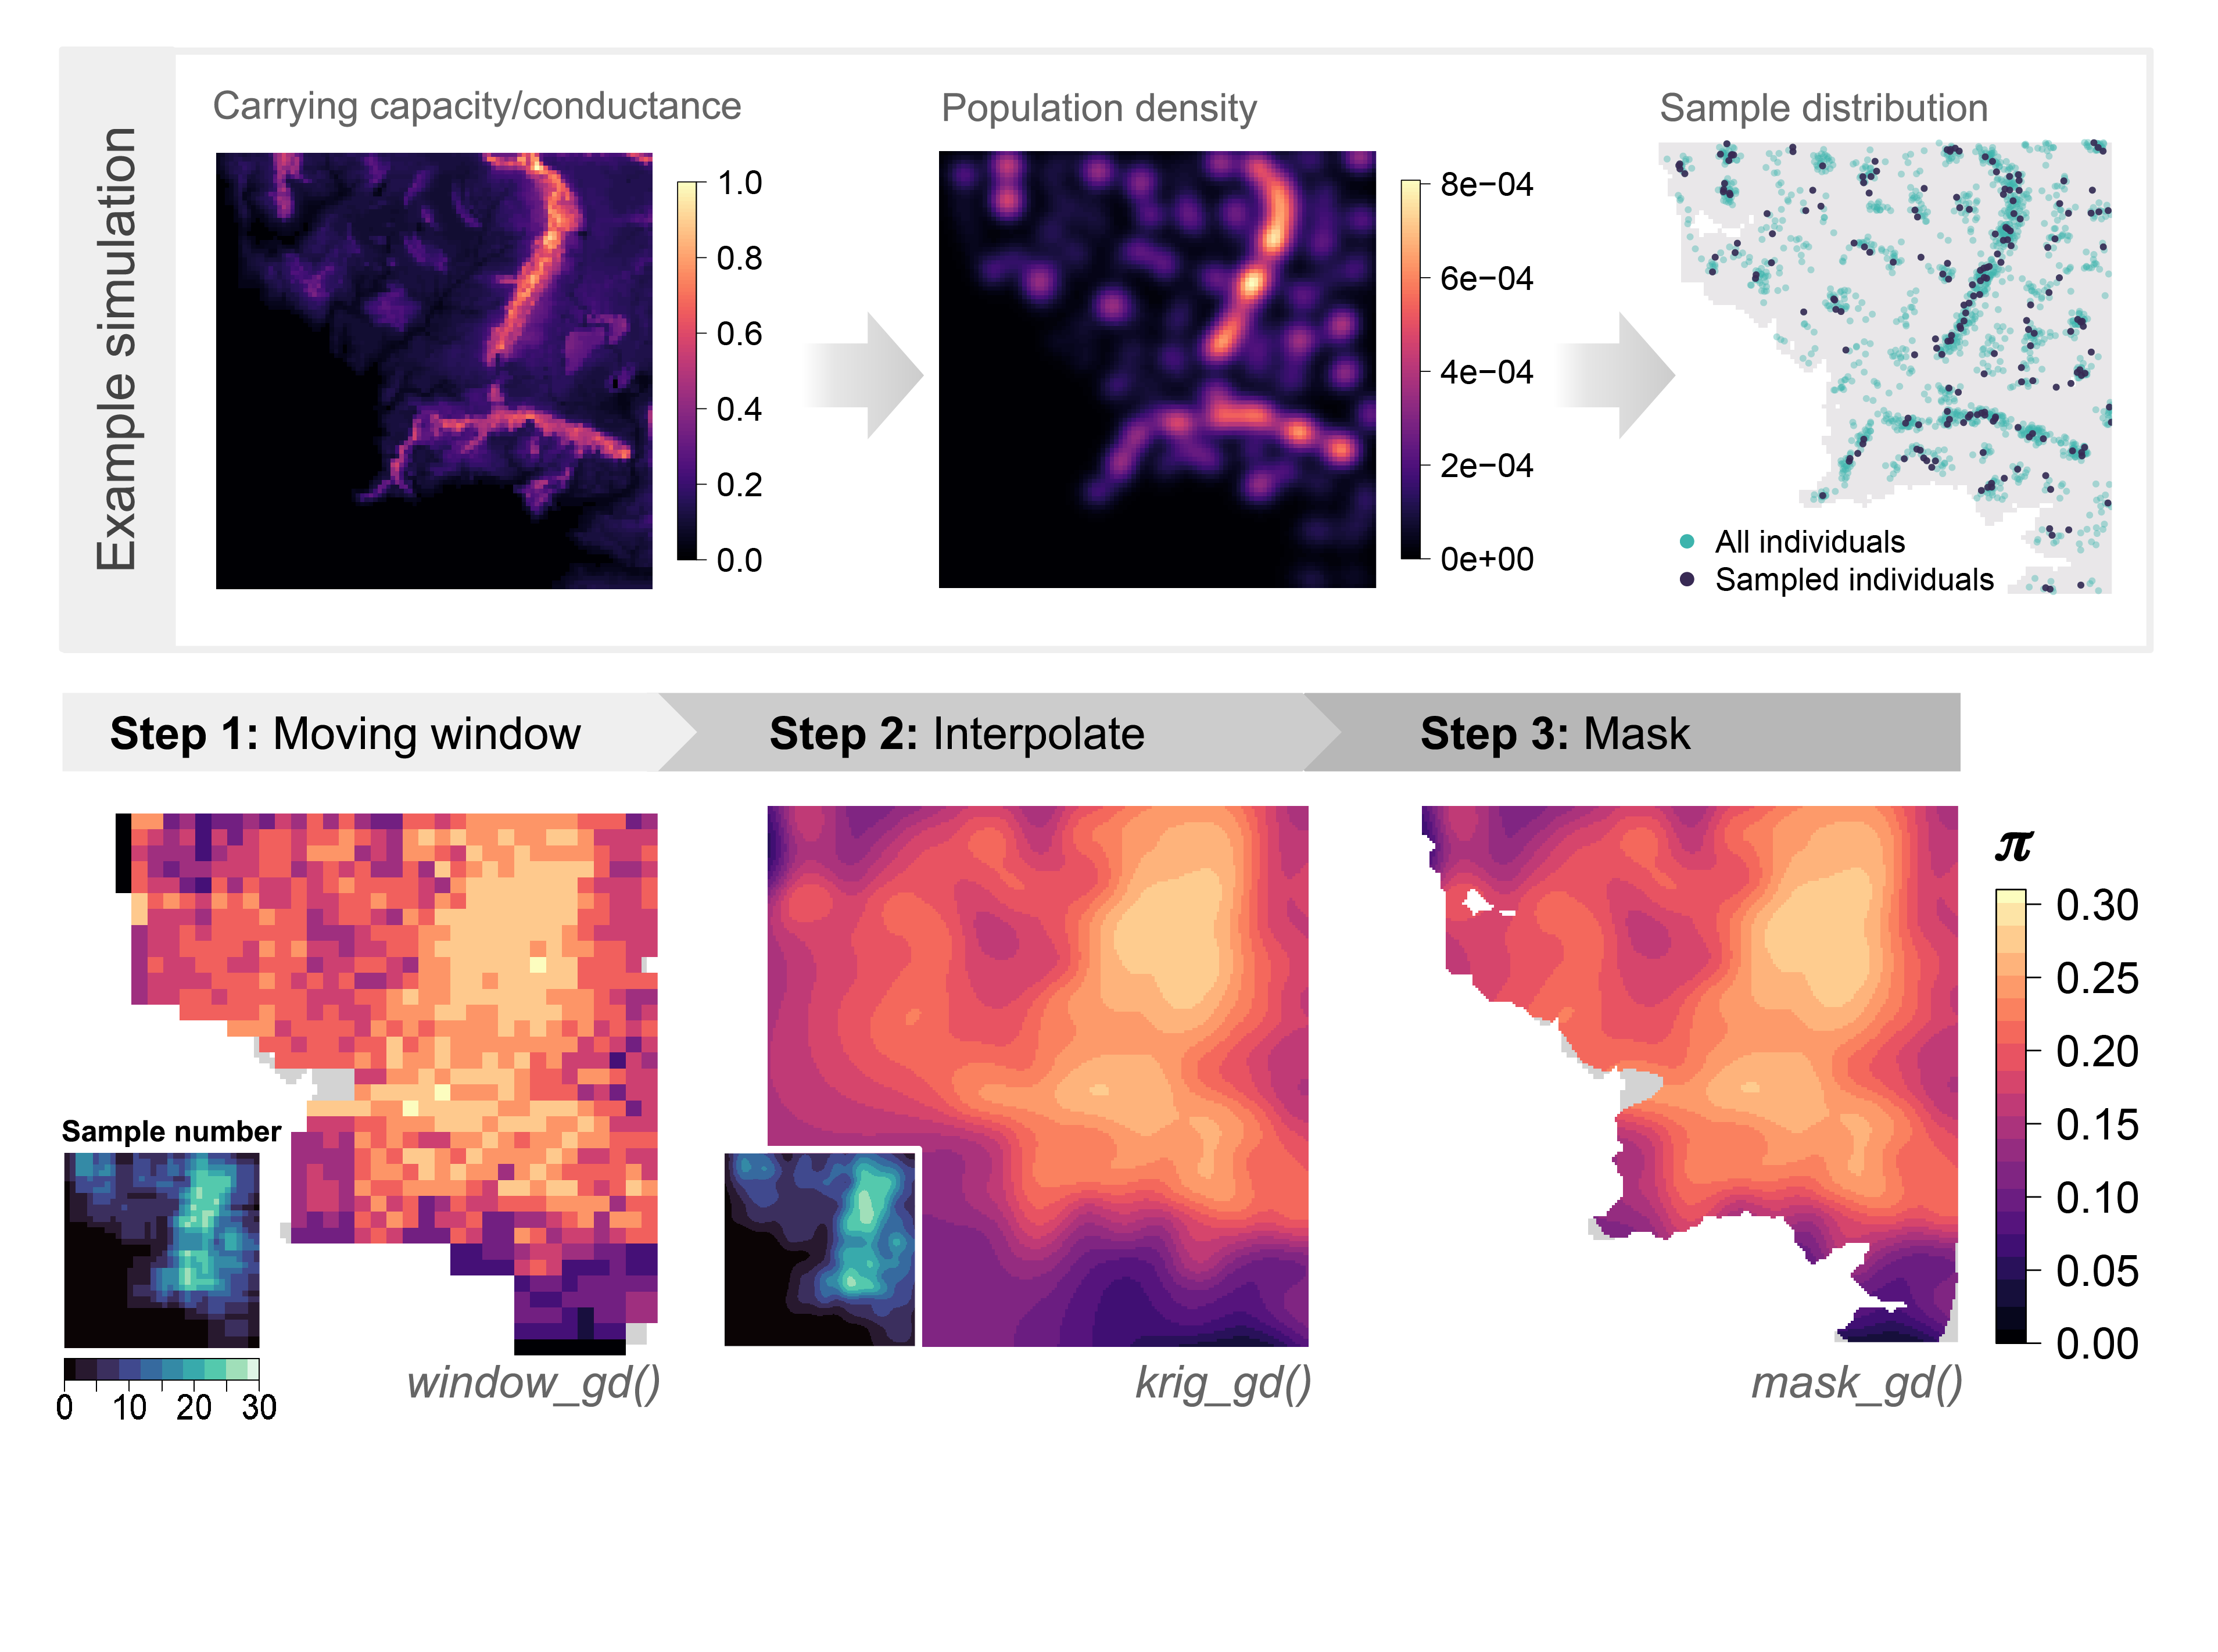 Example simulation
Carrying capacity/conductance
1.0
0.8
0.6
0.4
0.2
0.0
Population density
8e−04
6e−04
4e−04
2e−04
0e+00
Sample distribution
All individuals
Sampled individuals
Step 1: Moving window
Step 2: Interpolate
Step 3: Mask
Sample number
0 10 20 30
window_gd()
krig_gd()
mask_gd()
π
0.30
0.25
0.20
0.15
0.10
0.05
0.00